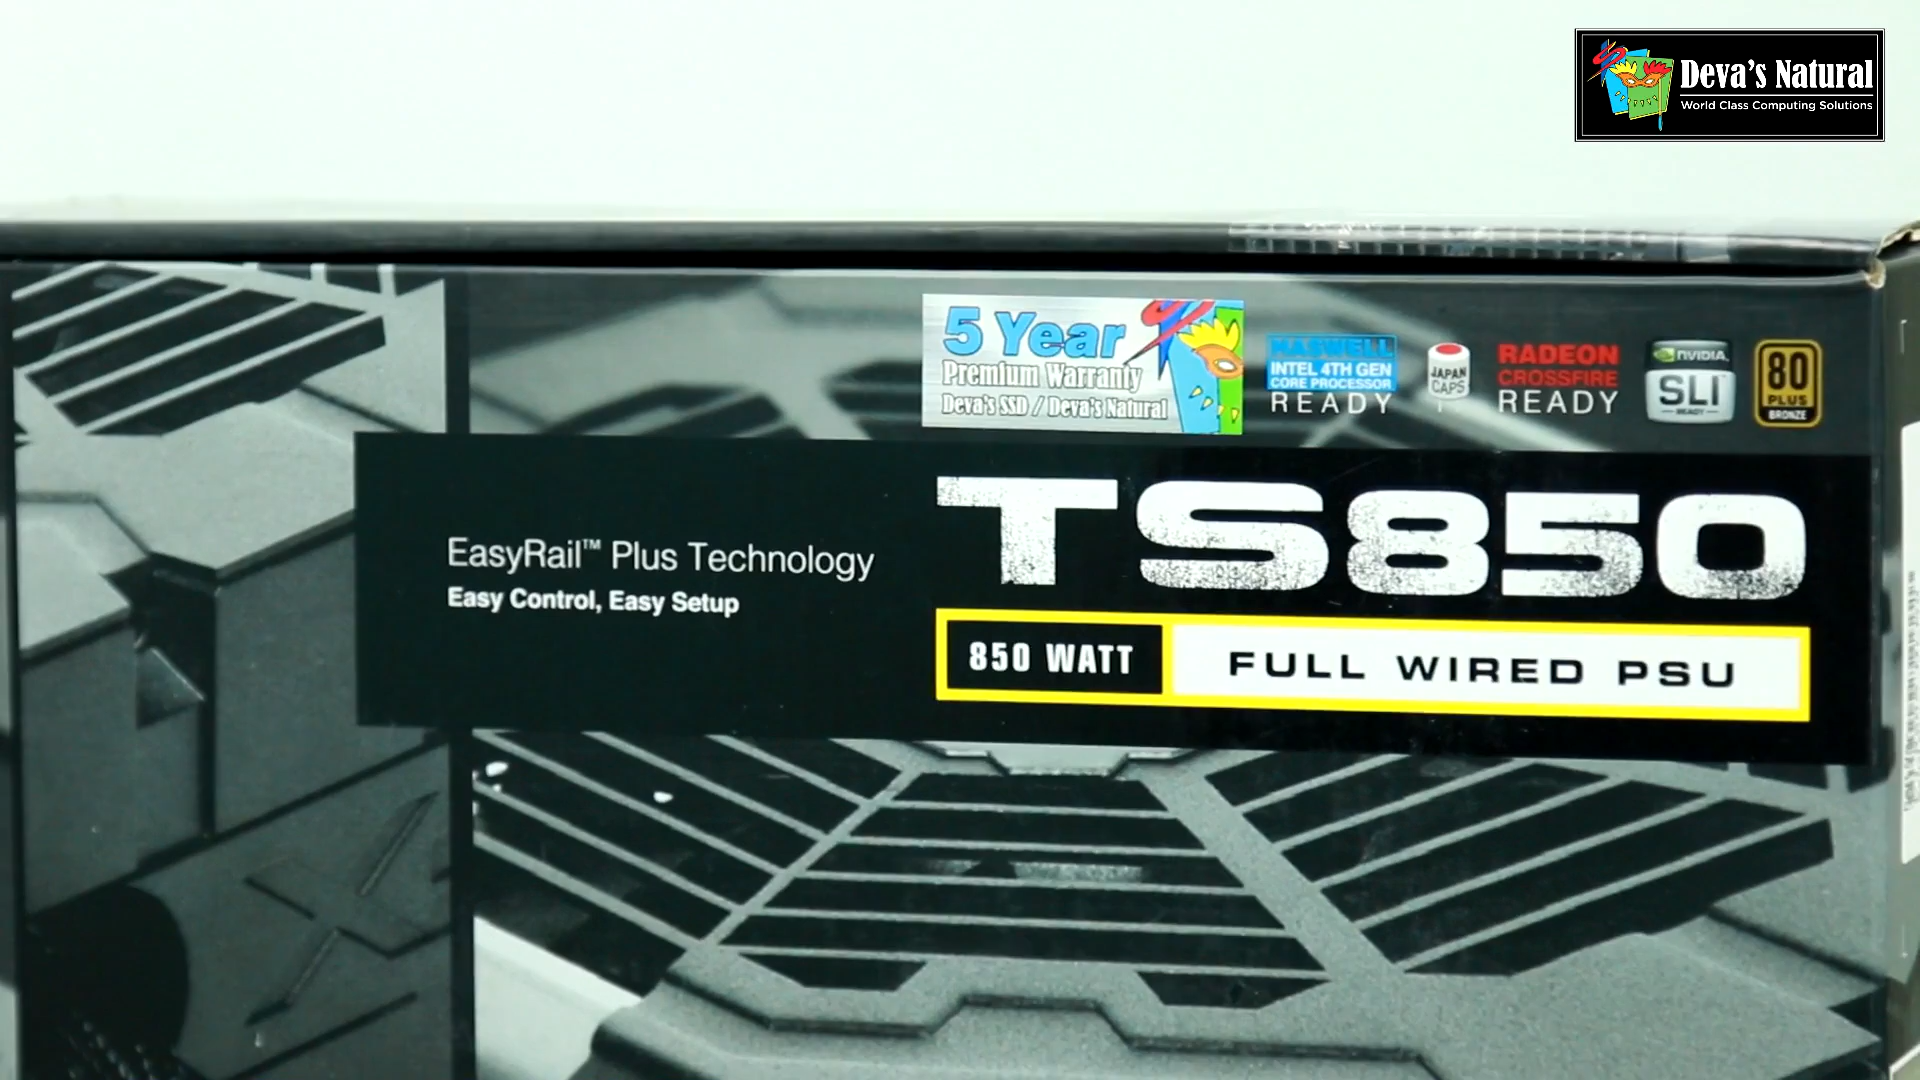 Deva's Natural
World Class Computing Solutions
5 Year
Premium Warranty
Deva's SSD / Deva's Natural
HASWELL
INTEL 4TH GEN
CORE PROCESSOR
READY
JAPAN
CAPS
RADEON
CROSSFIRE
READY
NVIDIA.
SLI
READY
80
PLUS
BRONZE
TS850
EasyRail™ Plus Technology
Easy Control, Easy Setup
850 WATT
FULL WIRED PSU